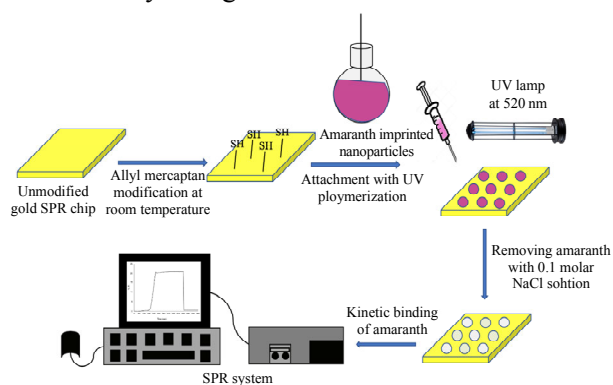 UV lamp
at 520 nm
SH
SH
SH
SH
Unmodified
gold SPR chip
Allyl mercaptan
modification at
room temperature
Amaranth imprinted
nanoparticles
Attachment with UV
ploymerization
Removing amaranth
with 0.1 molar
NaCl sohtion
Kinetic binding
of amaranth
SPR system